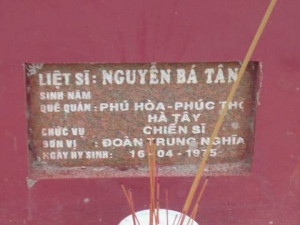 LIỆT SĨ: NGUYỄN BÁ TÂN
SINH NĂM
QUÊ QUÁN: PHÚ HÒA-PHÚC THỌ
HÀ TÂY
CHỨC VỤ CHIẾN SĨ
ĐƠN VỊ : ĐOÀN TRUNG NGHĨA
NGÀY HY SINH: 16-04-1975